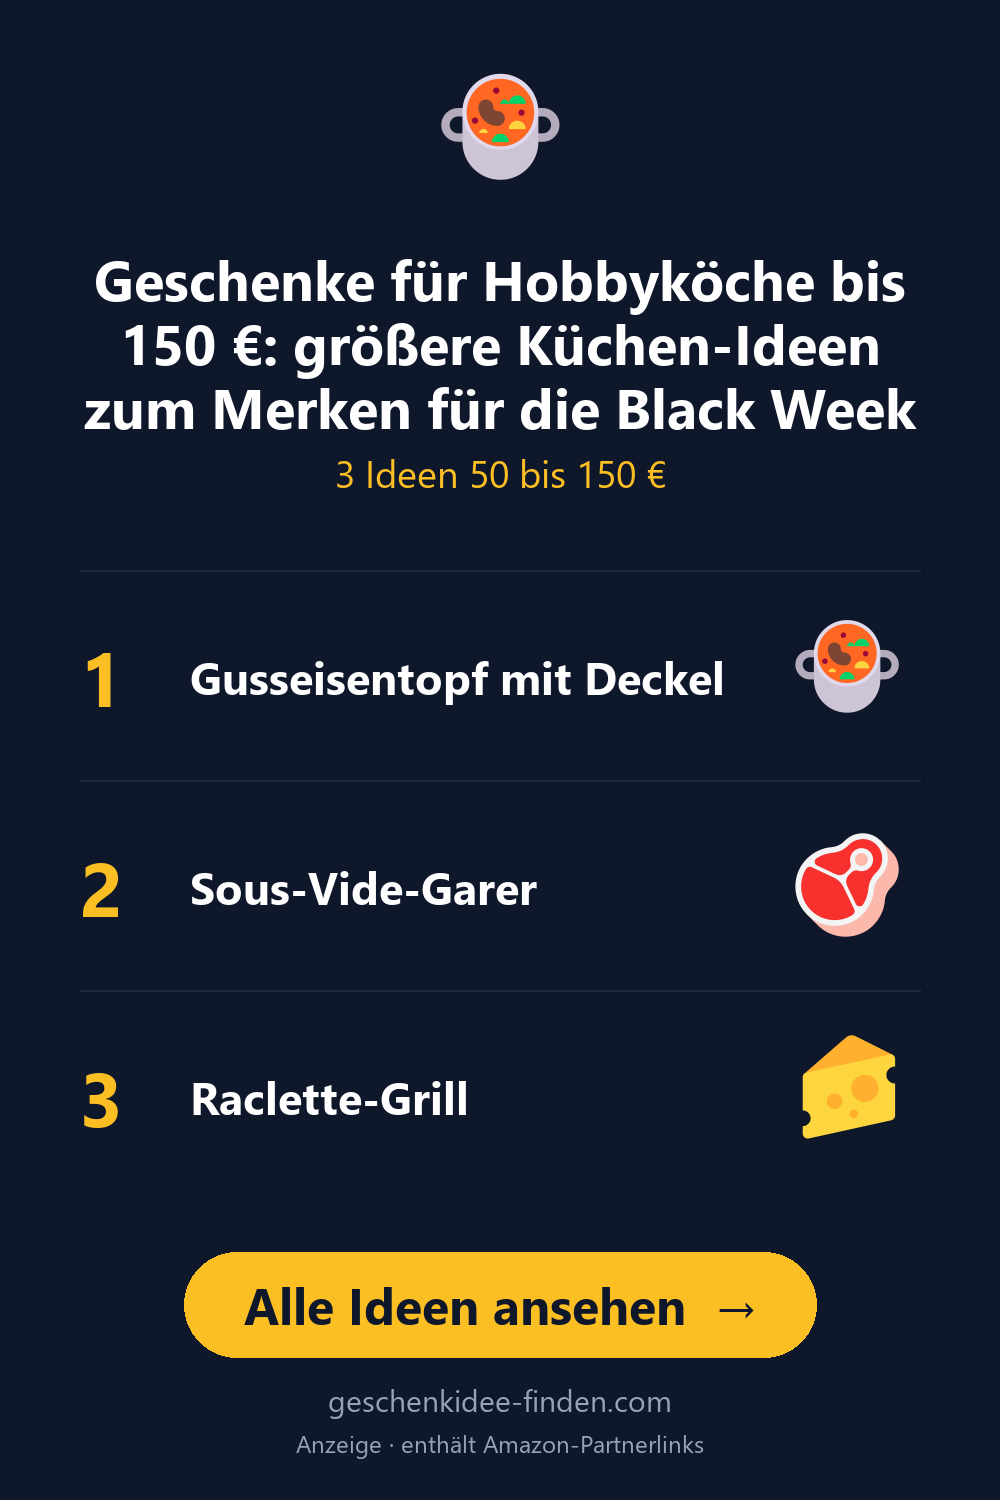 Geschenke für Hobbyköche bis
150 €: größere Küchen-Ideen
zum Merken für die Black Week
3 Ideen 50 bis 150 €
1 Gusseisentopf mit Deckel
2 Sous-Vide-Garer
3 Raclette-Grill
Alle Ideen ansehen →
geschenkidee-finden.com
Anzeige · enthält Amazon-Partnerlinks